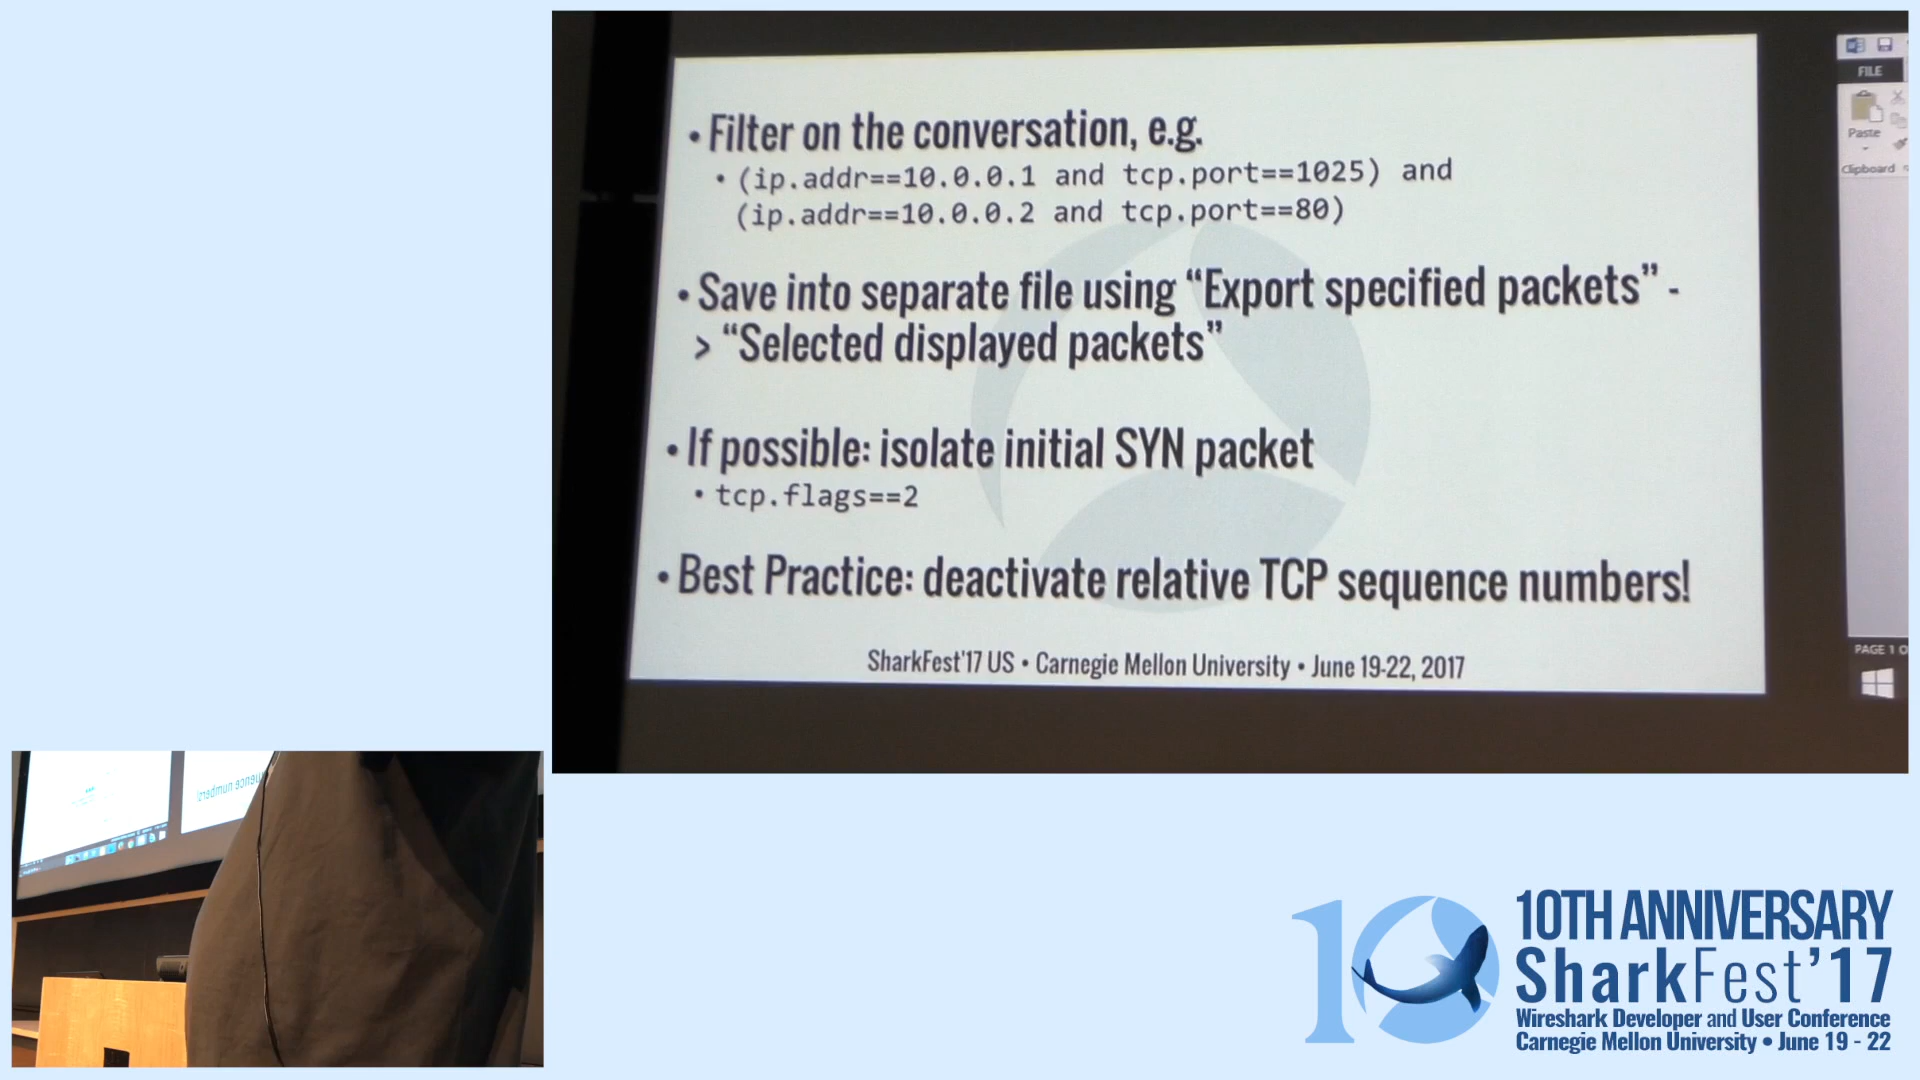 • Filter on the conversation, e.g.
• (ip.addr==10.0.0.1 and tcp.port==1025) and
(ip.addr==10.0.0.2 and tcp.port==80)
• Save into separate file using “Export specified packets” -
> “Selected displayed packets”
• If possible: isolate initial SYN packet
• tcp.flags==2
• Best Practice: deactivate relative TCP sequence numbers!
SharkFest'17 US • Carnegie Mellon University • June 19-22, 2017
FILE
Paste
Clipboard
PAGE 1 O
numbers!
10TH ANNIVERSARY
SharkFest'17
Wireshark Developer and User Conference
Carnegie Mellon University • June 19 - 22